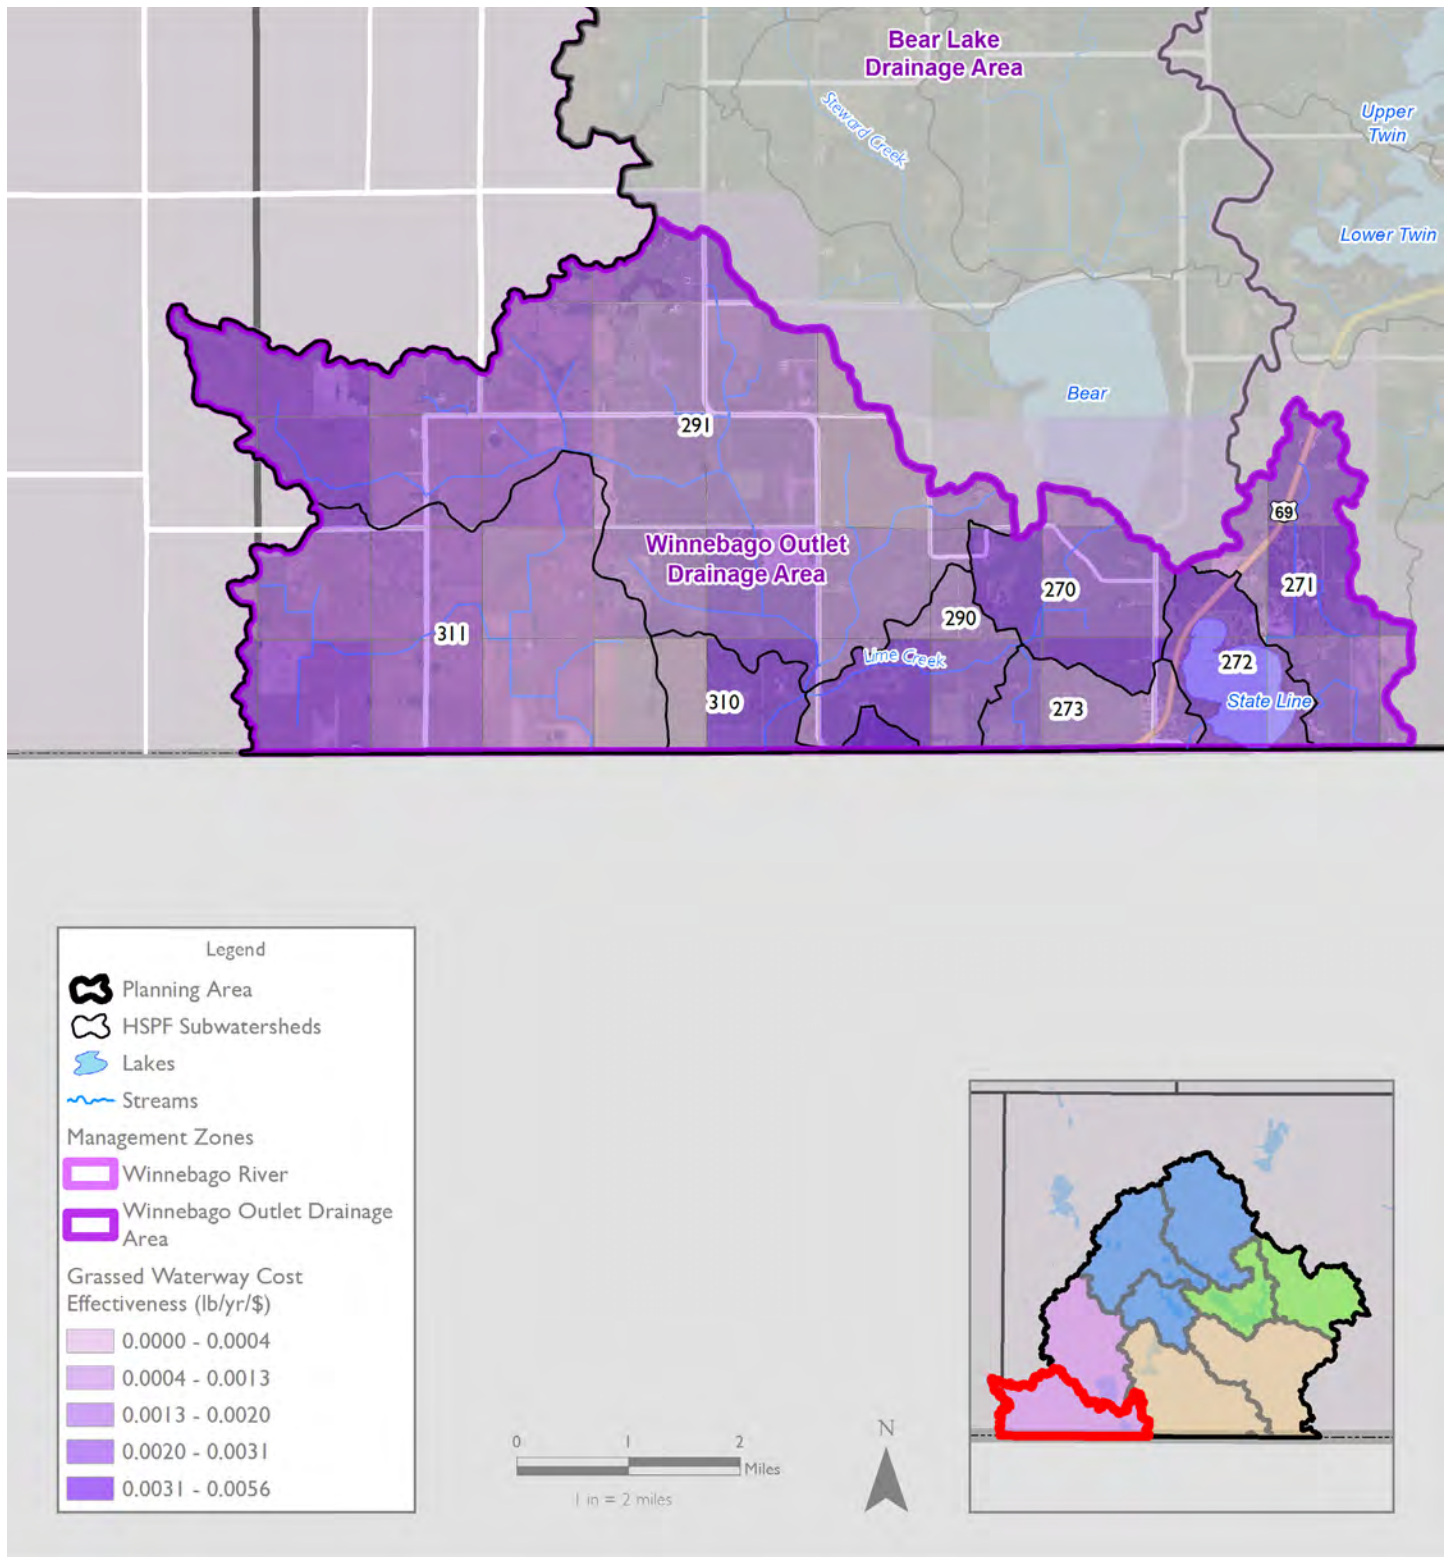 Bear Lake
Drainage Area
Steward Creek
Upper
Twin
Lower Twin
Bear
291
69
Winnebago Outlet
Drainage Area
270
271
290
311
Lime Creek
272
310
273
State Line
Legend
Planning Area
HSPF Subwatersheds
Lakes
Streams
Management Zones
Winnebago River
Winnebago Outlet Drainage
Area
Grassed Waterway Cost
Effectiveness (lb/yr/$)
0.0000 - 0.0004
0.0004 - 0.0013
0.0013 - 0.0020
0.0020 - 0.0031
0.0031 - 0.0056
0 1 2
Miles
1 in = 2 miles
N